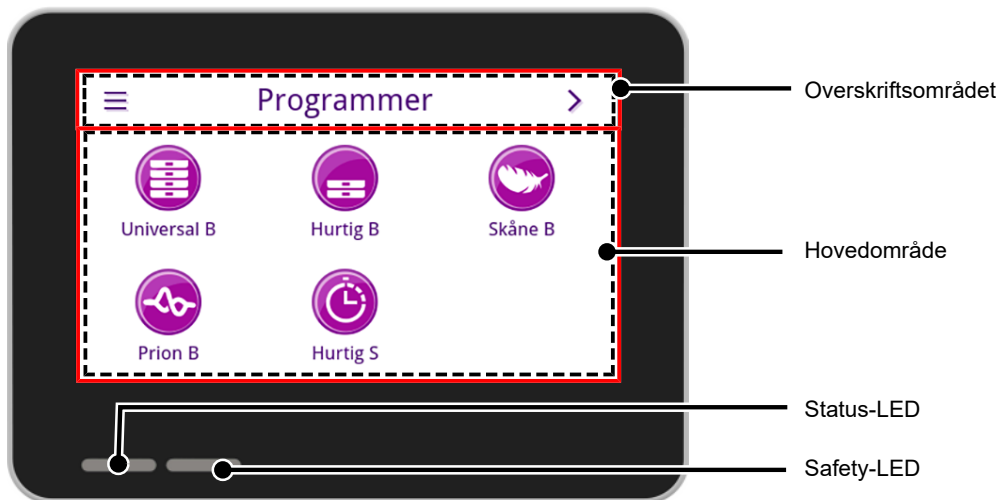 Programmer
Overskriftsområdet
Universal B
Hurtig B
Skåne B
Hovedområde
Prion B
Hurtig S
Status-LED
Safety-LED